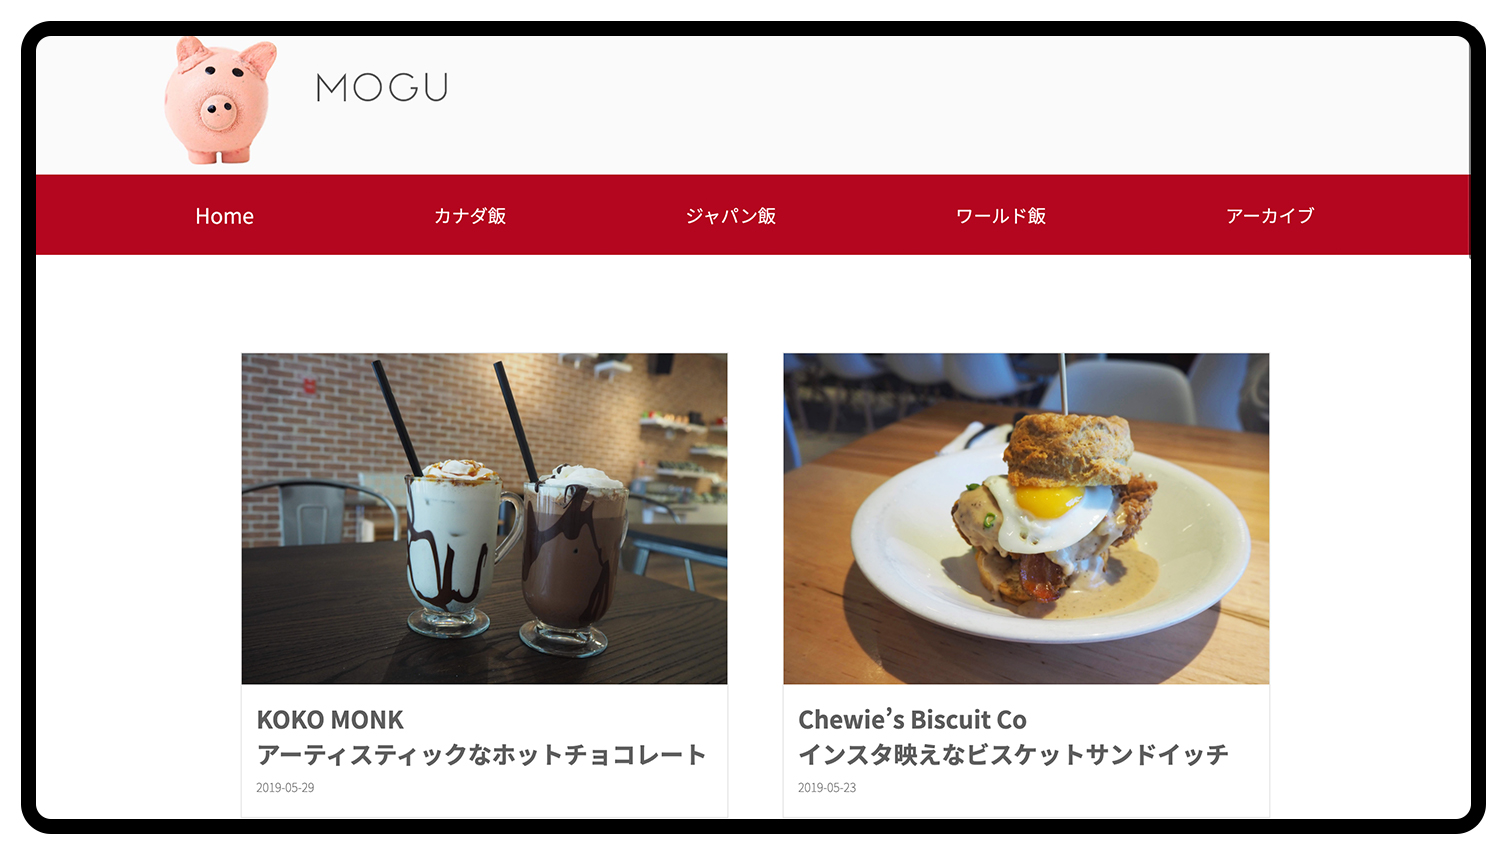 MOGU
Home
カナダ飯
ジャパン飯
ワールド飯
アーカイブ
KOKO MONK
アーティスティックなホットチョコレート
2019-05-29
Chewie’s Biscuit Co
インスタ映えなビスケットサンドイッチ
2019-05-23